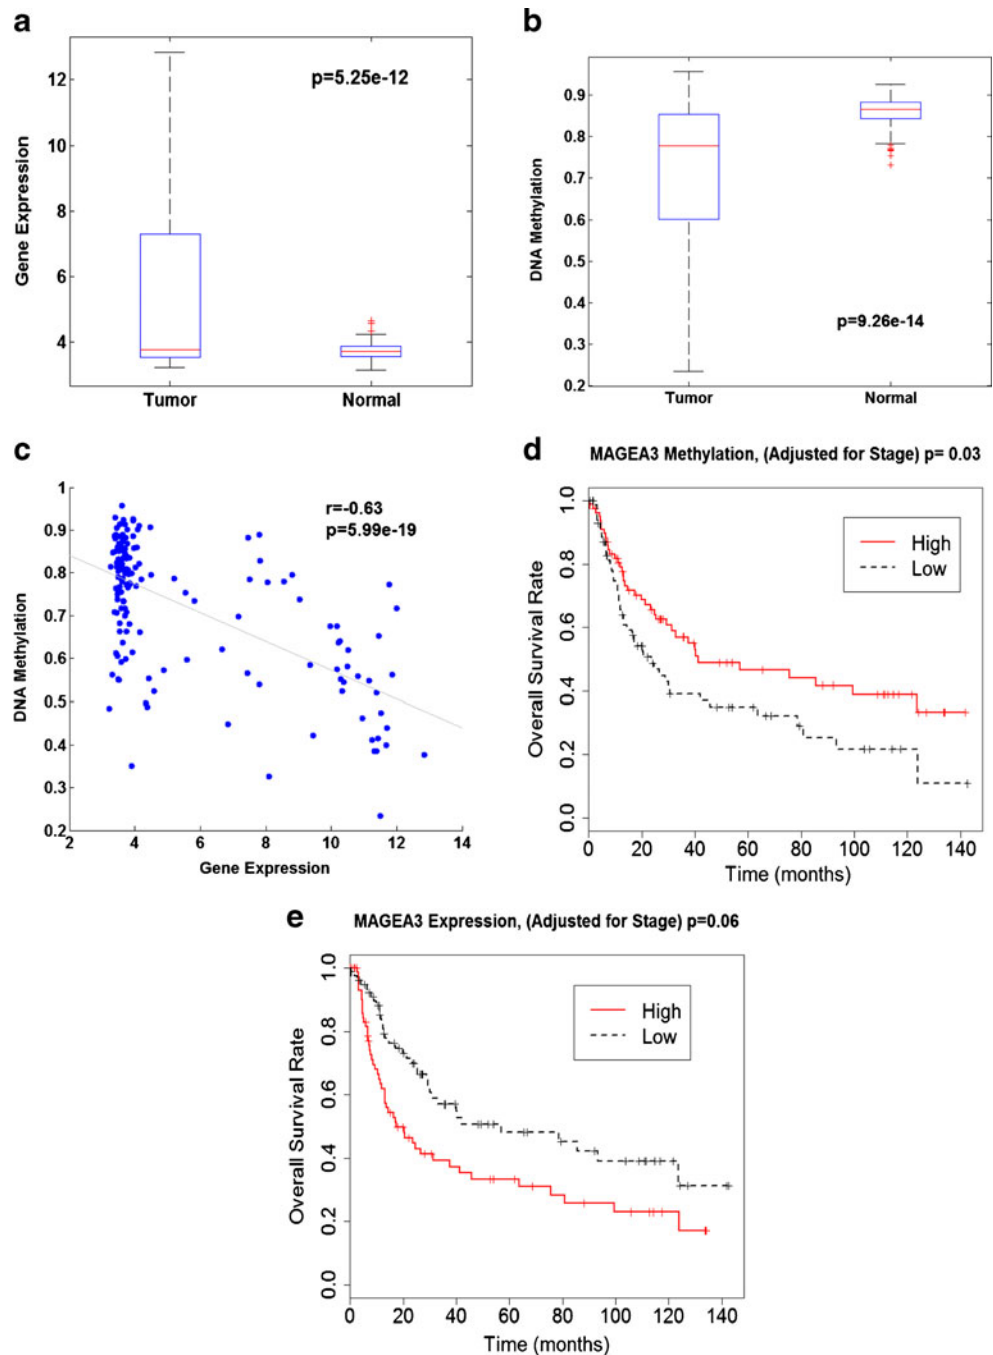 a
Gene Expression
12
10
8
6
4
p=5.25e-12
Tumor Normal
b
DNA Methylation
0.9
0.8
0.7
0.6
0.5
0.4
0.3
0.2
p=9.26e-14
Tumor Normal
c
DNA Methylation
1
0.9
0.8
0.7
0.6
0.5
0.4
0.3
0.2
r=-0.63
p=5.99e-19
2 4 6 8 10 12 14
Gene Expression
d
MAGEA3 Methylation, (Adjusted for Stage) p= 0.03
Overall Survival Rate
1.0
0.8
0.6
0.4
0.2
0.0
High
Low
0 20 40 60 80 100 120 140
Time (months)
e
MAGEA3 Expression, (Adjusted for Stage) p=0.06
Overall Survival Rate
1.0
0.8
0.6
0.4
0.2
0.0
High
Low
0 20 40 60 80 100 120 140
Time (months)